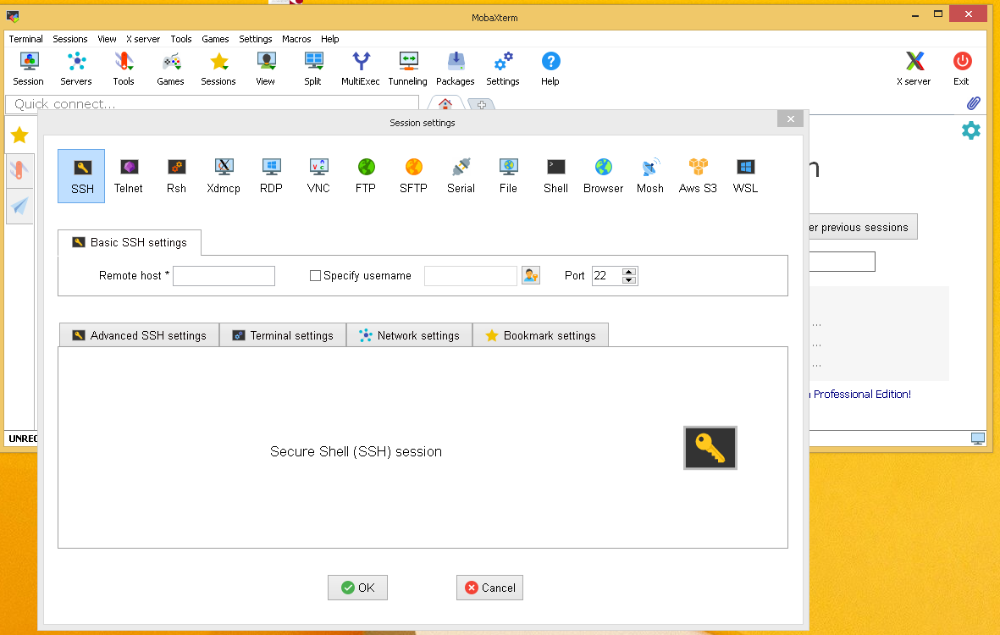 MobaXterm
Terminal Sessions View X server Tools Games Settings Macros Help
Session Servers Tools Games Sessions View Split MultiExec Tunneling Packages Settings Help X server Exit
Quick connect...
Session settings
SSH Telnet Rsh Xdmcp RDP VNC FTP SFTP Serial File Shell Browser Mosh Aws S3 WSL
Basic SSH settings
er previous sessions
Remote host * Specify username Port 22
...
Advanced SSH settings Terminal settings Network settings Bookmark settings
...
...
Professional Edition!
UNREG
Secure Shell (SSH) session
OK Cancel